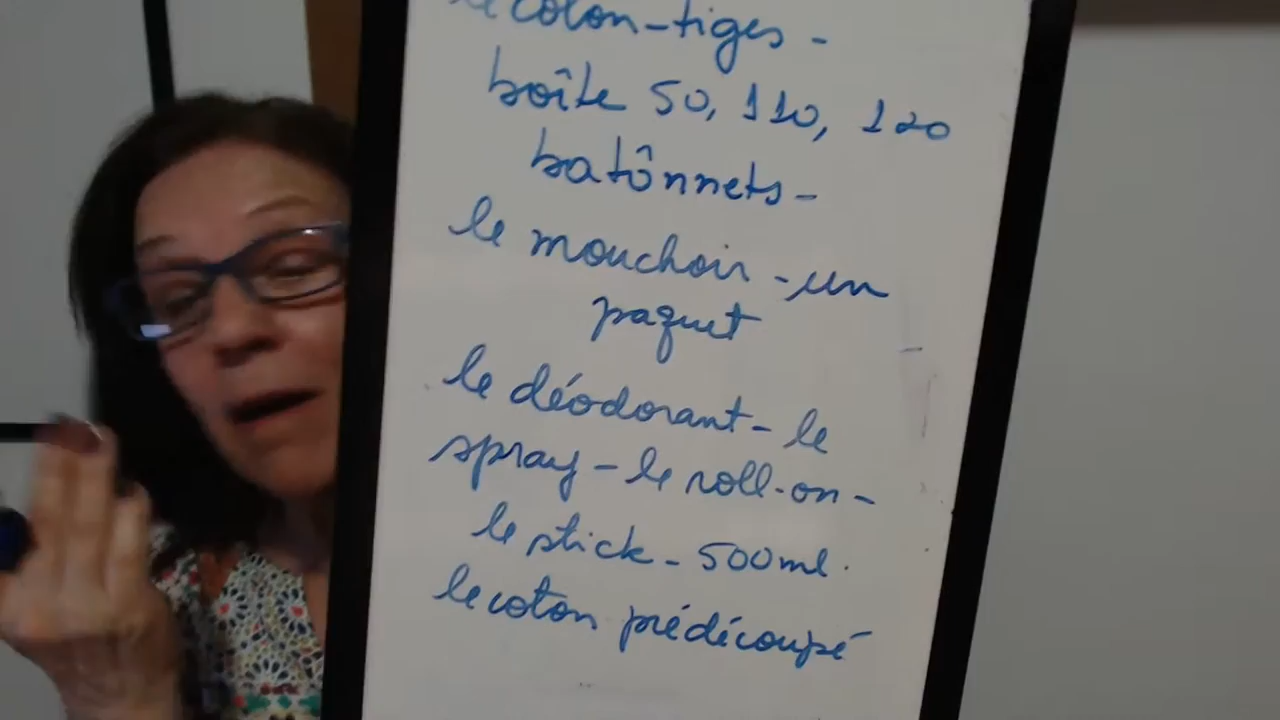 le coton-tiges -
boîte 50, 110, 120
batônnets -
le mouchoir - un
paquet
le déodorant - le
spray - le roll-on -
le stick - 500ml.
le coton prédécoupé